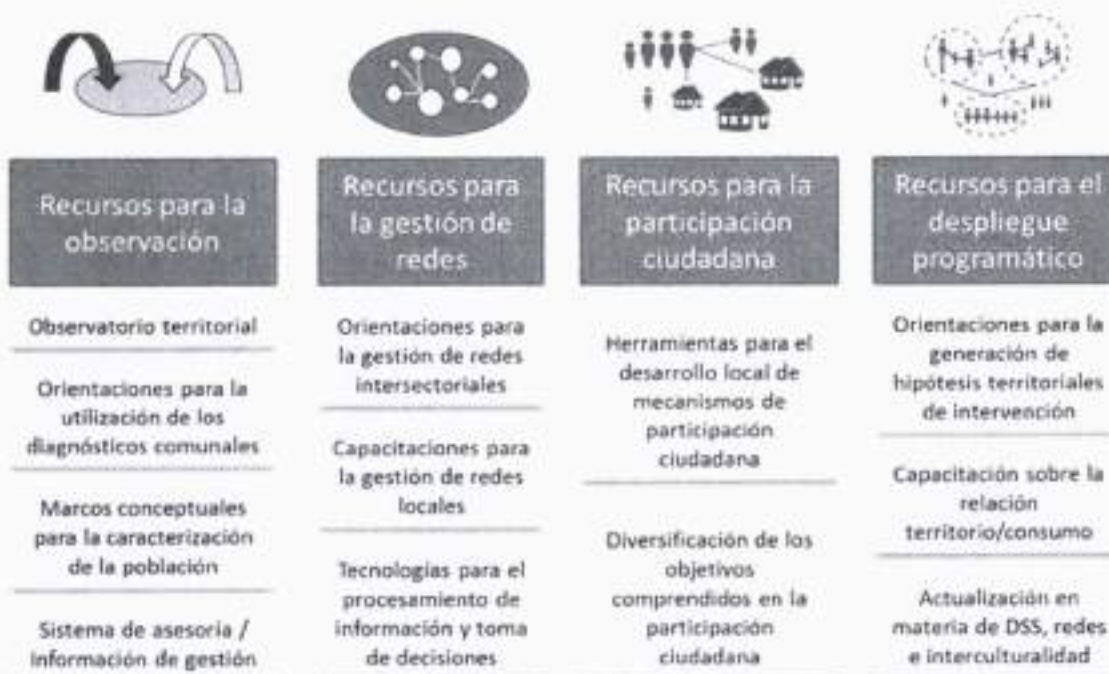 Recursos para la
observación
Observatorio territorial
Orientaciones para la
utilización de los
diagnósticos comunales
Marcos conceptuales
para la caracterización
de la población
Sistema de asesoría /
Información de gestión
Recursos para
la gestión de
redes
Orientaciones para
la gestión de redes
intersectoriales
Capacitaciones para
la gestión de redes
locales
Tecnologías para el
procesamiento de
información y toma
de decisiones
Recursos para la
participación
ciudadana
Herramientas para el
desarrollo local de
mecanismos de
participación
ciudadana
Diversificación de los
objetivos
comprendidos en la
participación
ciudadana
Recursos para el
despliegue
programático
Orientaciones para la
generación de
hipótesis territoriales
de intervención
Capacitación sobre la
relación
territorio/consumo
Actualización en
materia de DSS, redes
e interculturalidad